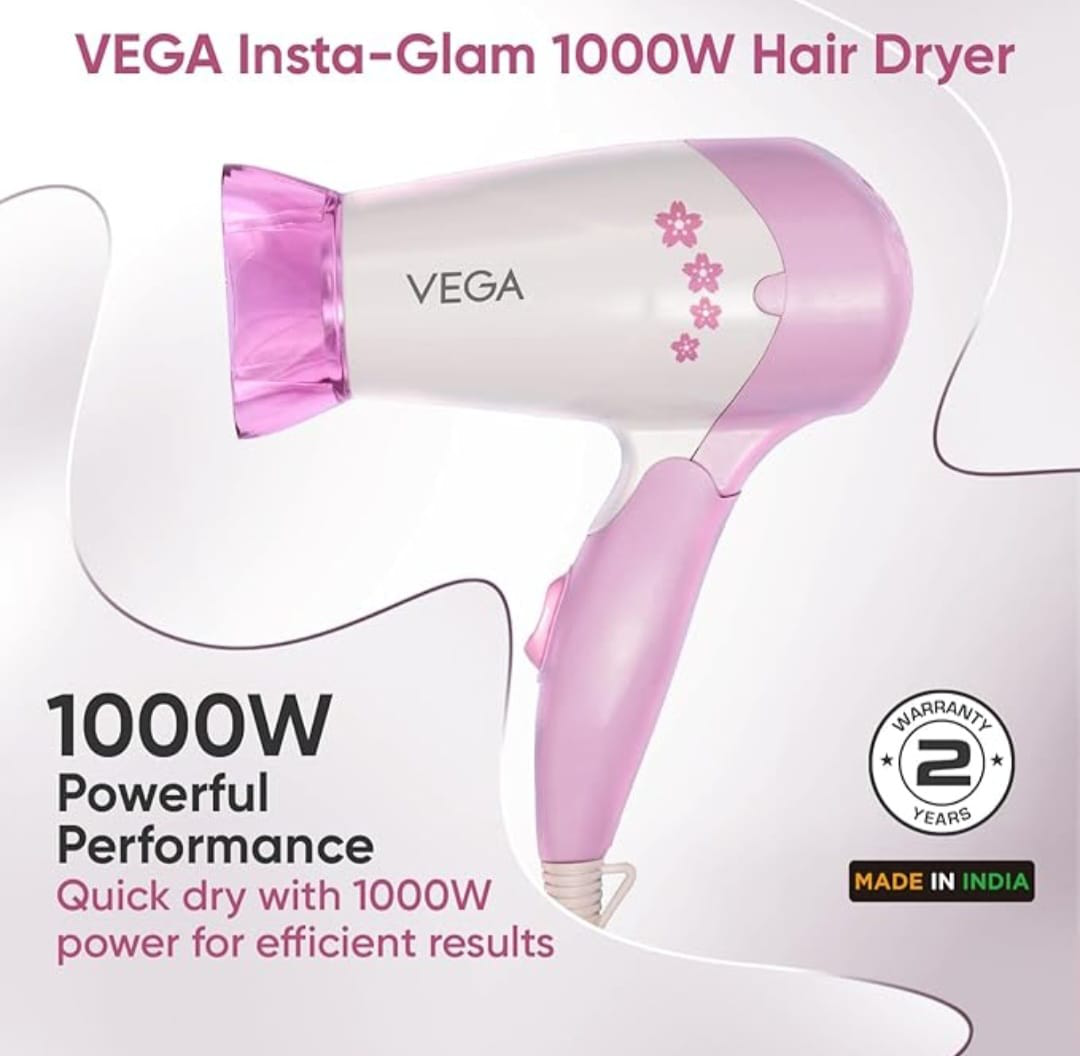 VEGA Insta-Glam 1000W Hair Dryer
VEGA
1000W
Powerful
Performance
Quick dry with 1000W
power for efficient results
WARRANTY
2
YEARS
MADE IN INDIA